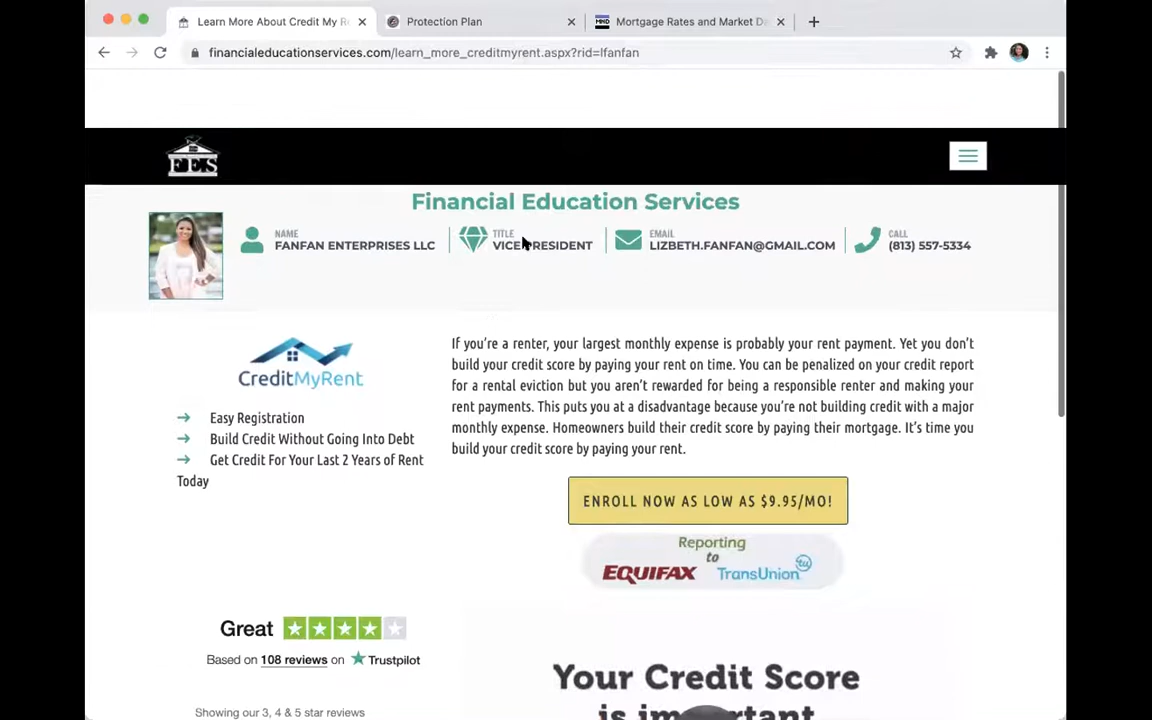 Learn More About Credit My R
Protection Plan
MND
Mortgage Rates and Market D
financialeducationservices.com/learn_more_creditmyrent.aspx?rid=lfanfan
FES
Financial Education Services
NAME
FANFAN ENTERPRISES LLC
TITLE
VICE PRESIDENT
EMAIL
LIZBETH.FANFAN@GMAIL.COM
CALL
(813) 557-5334
CreditMyRent
Easy Registration
Build Credit Without Going Into Debt
Get Credit For Your Last 2 Years of Rent
Today
If you’re a renter, your largest monthly expense is probably your rent payment. Yet you don’t
build your credit score by paying your rent on time. You can be penalized on your credit report
for a rental eviction but you aren’t rewarded for being a responsible renter and making your
rent payments. This puts you at a disadvantage because you’re not building credit with a major
monthly expense. Homeowners build their credit score by paying their mortgage. It’s time you
build your credit score by paying your rent.
ENROLL NOW AS LOW AS $9.95/MO!
Reporting
to
EQUIFAX TransUnion
tu
Great
Based on 108 reviews on Trustpilot
Showing our 3, 4 & 5 star reviews
Your Credit Score
is important